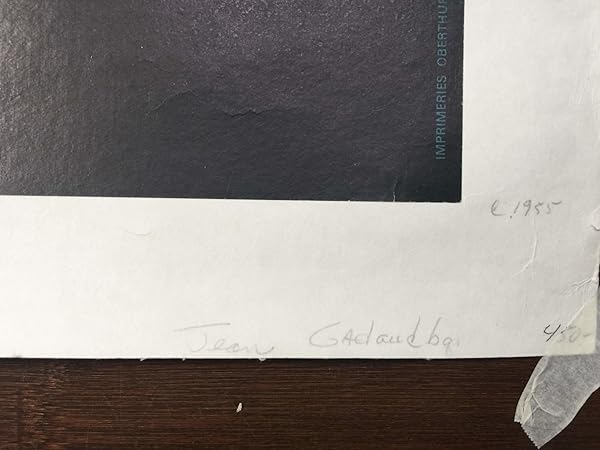 IMPRIMERIES OBERTHUR
c.1955
Jean
450-